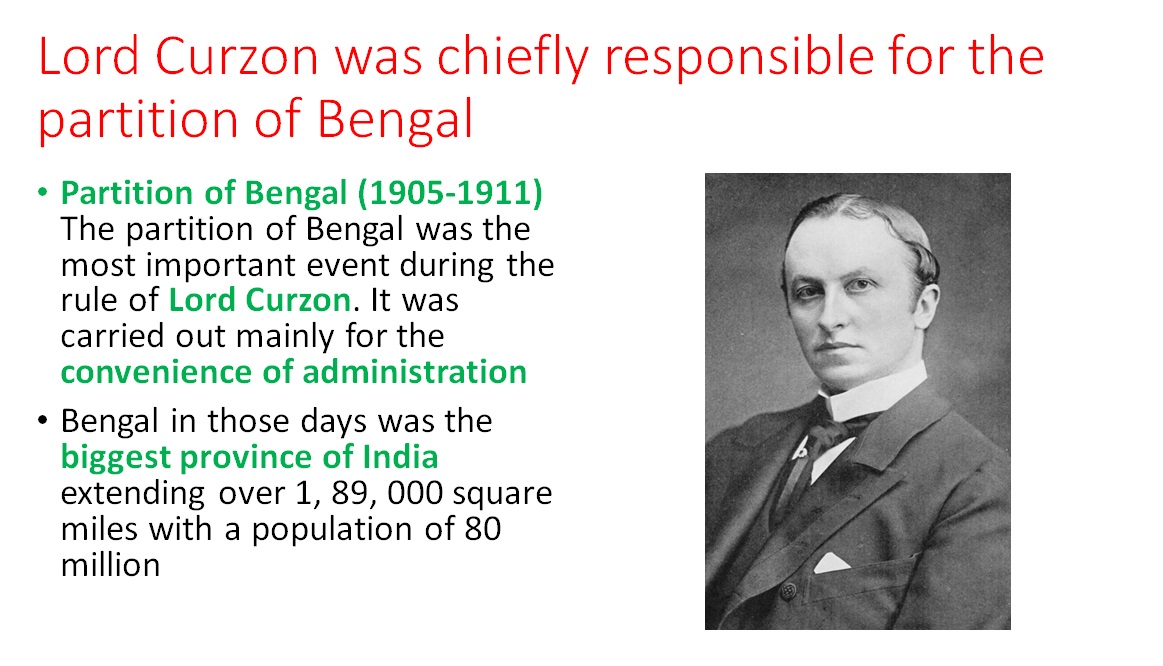 Lord Curzon was chiefly responsible for the
partition of Bengal
• Partition of Bengal (1905-1911)
The partition of Bengal was the
most important event during the
rule of Lord Curzon. It was
carried out mainly for the
convenience of administration
• Bengal in those days was the
biggest province of India
extending over 1, 89, 000 square
miles with a population of 80
million